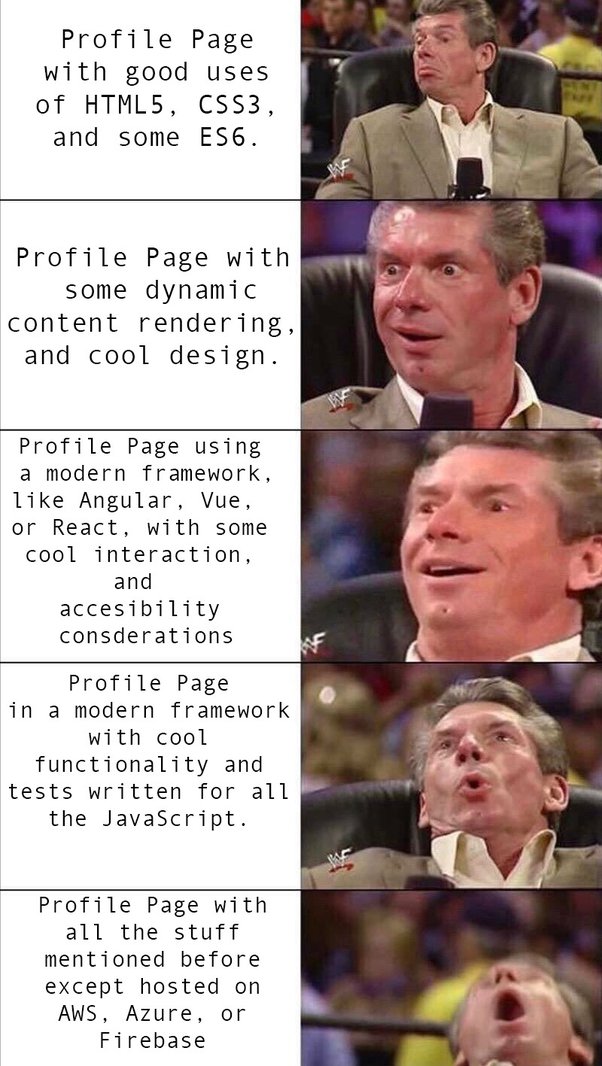 Profile Page
with good uses
of HTML5, CSS3,
and some ES6.
Profile Page with
some dynamic
content rendering,
and cool design.
Profile Page using
a modern framework,
like Angular, Vue,
or React, with some
cool interaction,
and
accesibility
consderations
Profile Page
in a modern framework
with cool
functionality and
tests written for all
the JavaScript.
Profile Page with
all the stuff
mentioned before
except hosted on
AWS, Azure, or
Firebase